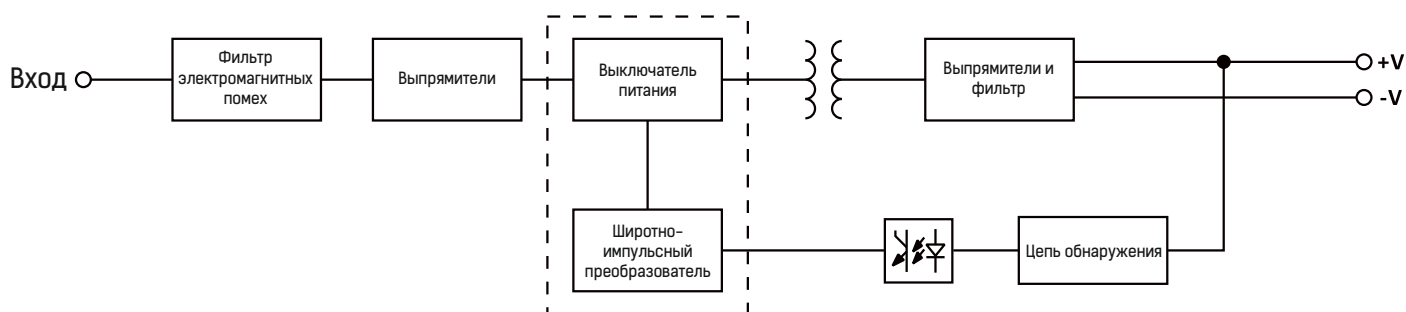 Вход
Фильтр
электромагнитных
помех
Выпрямители
Выключатель
питания
Выпрямители и
фильтр
+V
-V
Широтно-
импульсный
преобразователь
Цепь обнаружения